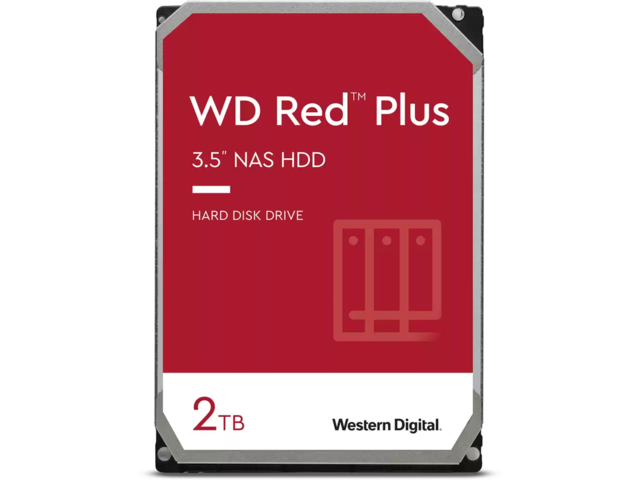 WD Red™ Plus
3.5" NAS HDD
HARD DISK DRIVE
2TB
Western Digital.